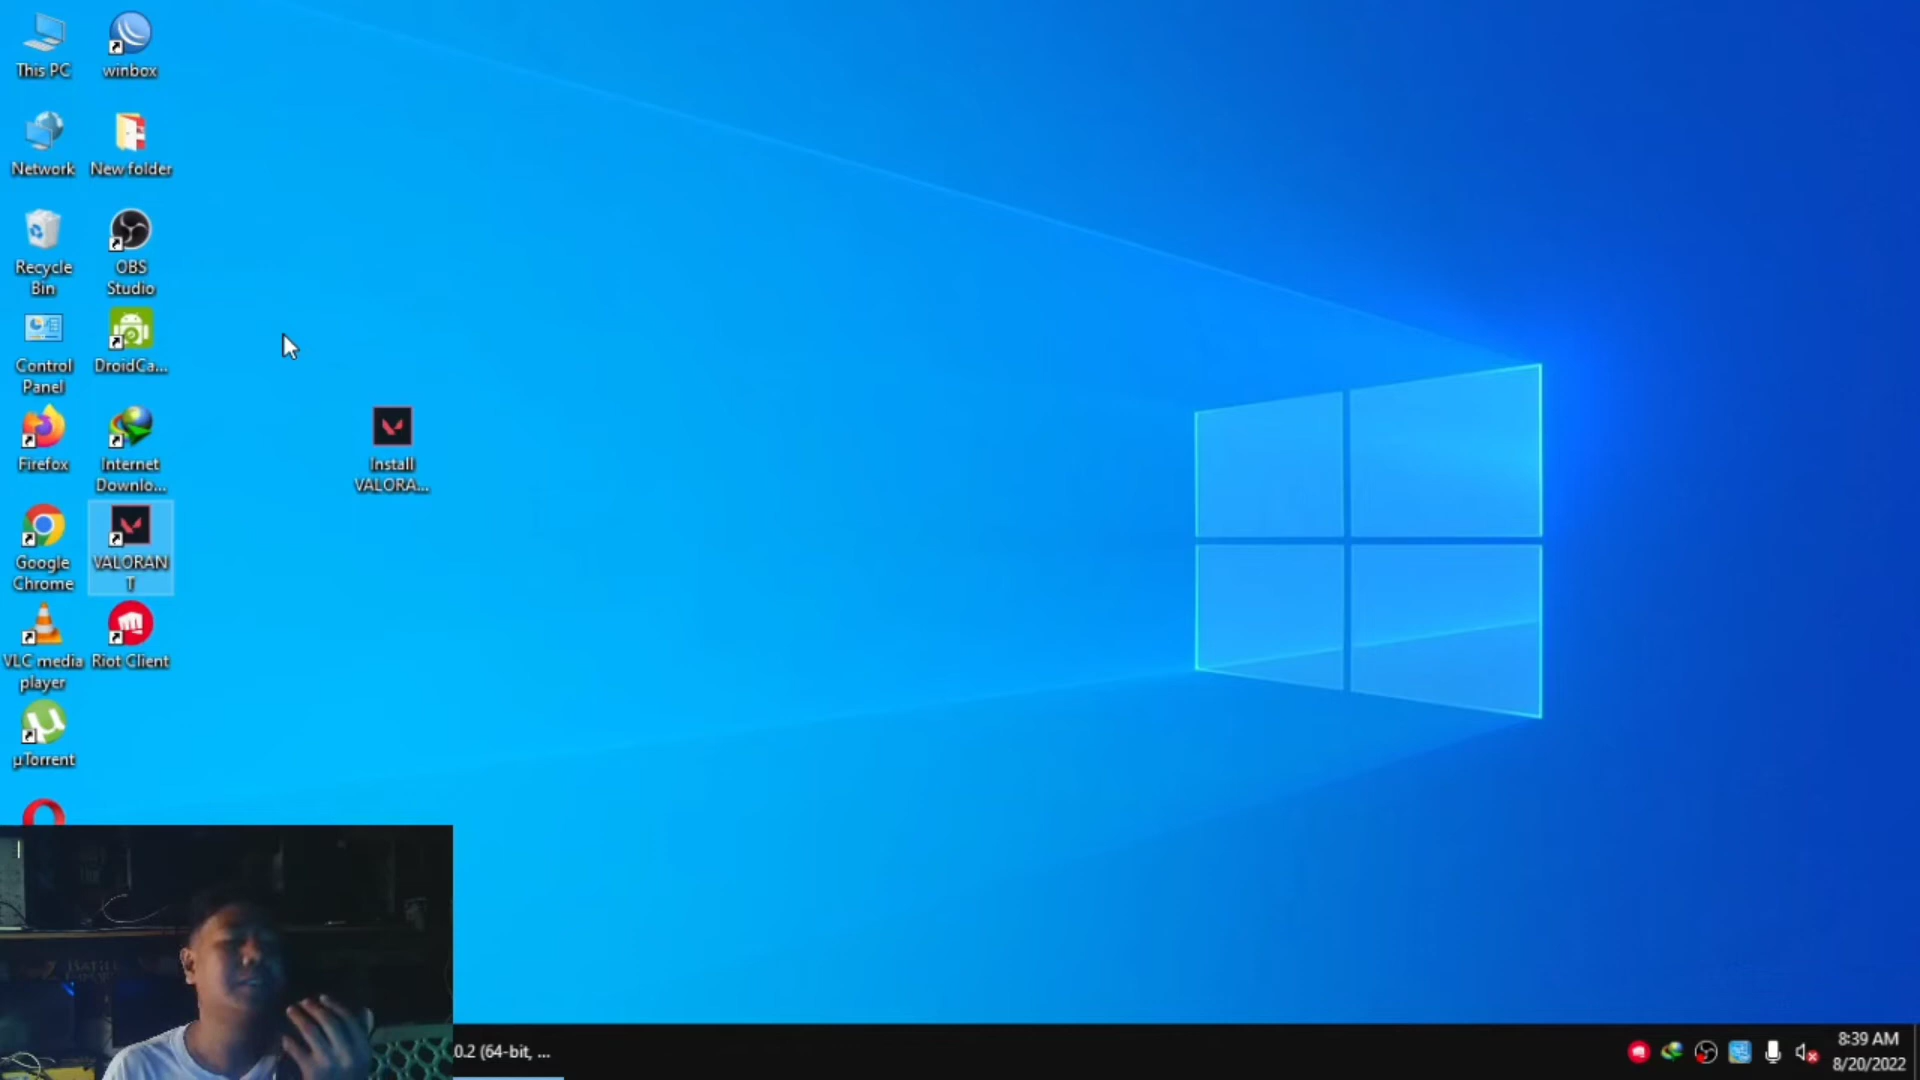 This PC
winbox
Network
New folder
Recycle
Bin
OBS
Studio
Control
Panel
DroidCa...
Firefox
Internet
Downlo...
Install
VALORA...
Google
Chrome
VALORAN
T
VLC media
player
Riot Client
µTorrent
0.2 (64-bit, ...
8:39 AM
8/20/2022